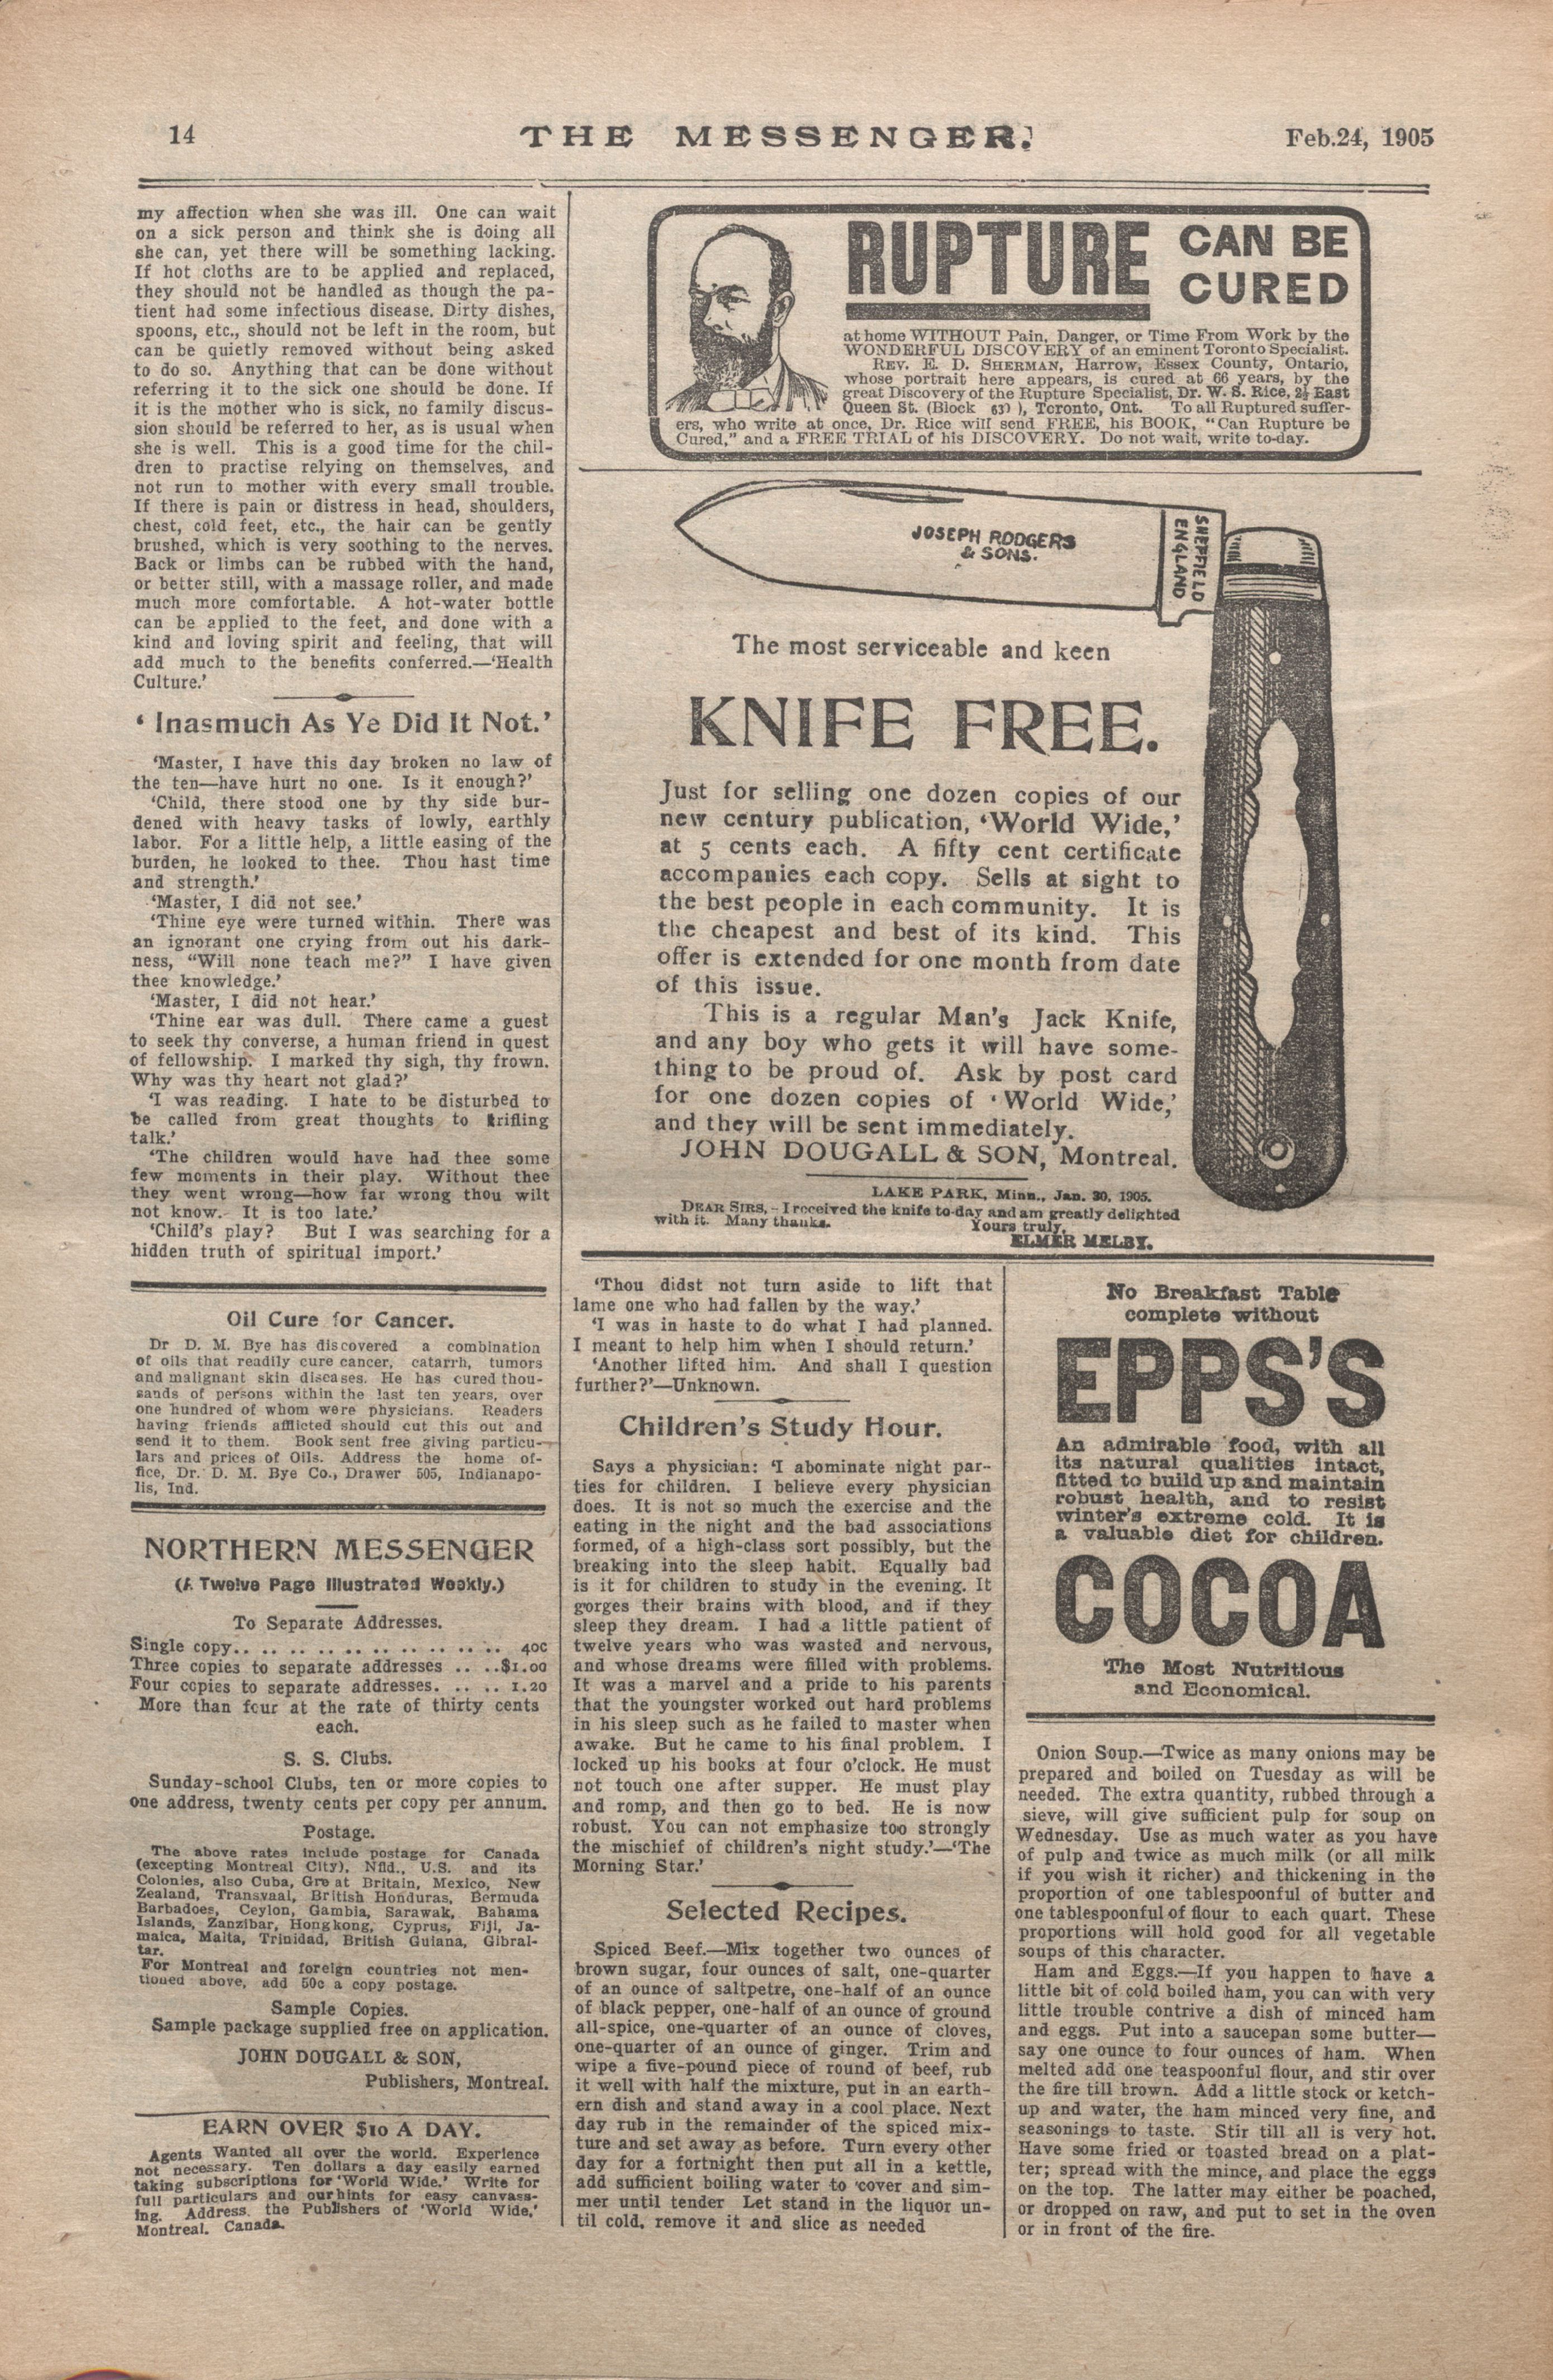 14
THE MESSENGER.
Feb.24, 1905
my affection when she was ill. One can wait
on a sick person and think she is doing all
she can, yet there will be something lacking.
If hot cloths are to be applied and replaced,
they should not be handled as though the pa-
tient had some infectious disease. Dirty dishes,
spoons, etc., should not be left in the room, but
can be quietly removed without being asked
to do so. Anything that can be done without
referring it to the sick one should be done. If
it is the mother who is sick, no family discus-
sion should be referred to her, as is usual when
she is well. This is a good time for the chil-
dren to practise relying on themselves, and
not run to mother with every small trouble.
If there is pain or distress in head, shoulders,
chest, cold feet, etc., the hair can be gently
brushed, which is very soothing to the nerves.
Back or limbs can be rubbed with the hand,
or better still, with a massage roller, and made
much more comfortable. A hot-water bottle
can be applied to the feet, and done with a
kind and loving spirit and feeling, that will
add much to the benefits conferred.—‘Health
Culture.’
‘ Inasmuch As Ye Did It Not.’
‘Master, I have this day broken no law of
the ten—have hurt no one. Is it enough?’
‘Child, there stood one by thy side bur-
dened with heavy tasks of lowly, earthly
labor. For a little help, a little easing of the
burden, he looked to thee. Thou hast time
and strength.’
‘Master, I did not see.’
‘Thine eye were turned within. There was
an ignorant one crying from out his dark-
ness, “Will none teach me?” I have given
thee knowledge.’
‘Master, I did not hear.’
‘Thine ear was dull. There came a guest
to seek thy converse, a human friend in quest
of fellowship. I marked thy sigh, thy frown.
Why was thy heart not glad?’
‘I was reading. I hate to be disturbed to
be called from great thoughts to trifling
talk.’
‘The children would have had thee some
few moments in their play. Without thee
they went wrong—how far wrong thou wilt
not know. It is too late.’
‘Child's play? But I was searching for a
hidden truth of spiritual import.’
Oil Cure for Cancer.
Dr D. M. Bye has discovered a combination
of oils that readily cure cancer, catarrh, tumors
and malignant skin diseases. He has cured thou-
sands of persons within the last ten years, over
one hundred of whom were physicians. Readers
having friends afflicted should cut this out and
send it to them. Book sent free giving particu-
lars and prices of Oils. Address the home of-
fice, Dr. D. M. Bye Co., Drawer 505, Indianapo-
lis, Ind.
NORTHERN MESSENGER
(A Twelve Page Illustrated Weekly.)
To Separate Addresses.
Single copy.. .. .. .. .. .. .. .. .. .. 40c
Three copies to separate addresses .. ..$1.00
Four copies to separate addresses. .. .. 1.20
More than four at the rate of thirty cents
each.
S. S. Clubs.
Sunday-school Clubs, ten or more copies to
one address, twenty cents per copy per annum.
Postage.
The above rates include postage for Canada
(excepting Montreal City), Nfld., U.S. and its
Colonies, also Cuba, Great Britain, Mexico, New
Zealand, Transvaal, British Honduras, Bermuda
Barbadoes, Ceylon, Gambia, Sarawak, Bahama
Islands, Zanzibar, Hongkong, Cyprus, Fiji, Ja-
maica, Malta, Trinidad, British Guiana, Gibral-
tar.
For Montreal and foreign countries not men-
tioned above, add 50c a copy postage.
Sample Copies.
Sample package supplied free on application.
JOHN DOUGALL & SON,
Publishers, Montreal.
EARN OVER $10 A DAY.
Agents Wanted all over the world. Experience
not necessary. Ten dollars a day easily earned
taking subscriptions for ‘World Wide.’ Write for
full particulars and our hints for easy canvass-
ing. Address, the Publishers of ‘World Wide,’
Montreal. Canada.
RUPTURE CAN BE
CURED
at home WITHOUT Pain, Danger, or Time From Work by the
WONDERFUL DISCOVERY of an eminent Toronto Specialist.
REV. E. D. SHERMAN, Harrow, Essex County, Ontario,
whose portrait here appears, is cured at 66 years, by the
great Discovery of the Rupture Specialist, Dr. W. S. Rice, 2½ East
Queen St. (Block 637 ), Toronto, Ont. To all Ruptured suffer-
ers, who write at once, Dr. Rice will send FREE, his BOOK, “Can Rupture be
Cured,” and a FREE TRIAL of his DISCOVERY. Do not wait, write to-day.
JOSEPH RODGERS
& SONS.
SHEFFIELD
ENGLAND
The most serviceable and keen
KNIFE FREE.
Just for selling one dozen copies of our
new century publication, ‘World Wide,’
at 5 cents each. A fifty cent certificate
accompanies each copy. Sells at sight to
the best people in each community. It is
the cheapest and best of its kind. This
offer is extended for one month from date
of this issue.
This is a regular Man's Jack Knife,
and any boy who gets it will have some-
thing to be proud of. Ask by post card
for one dozen copies of ‘World Wide,’
and they will be sent immediately.
JOHN DOUGALL & SON, Montreal.
LAKE PARK, Minn., Jan. 30, 1905.
DEAR SIRS,—I received the knife to-day and am greatly delighted
with it. Many thanks. Yours truly,
ELMER MELBY.
‘Thou didst not turn aside to lift that
lame one who had fallen by the way.’
‘I was in haste to do what I had planned.
I meant to help him when I should return.’
‘Another lifted him. And shall I question
further?’—Unknown.
Children's Study Hour.
Says a physician: ‘I abominate night par-
ties for children. I believe every physician
does. It is not so much the exercise and the
eating in the night and the bad associations
formed, of a high-class sort possibly, but the
breaking into the sleep habit. Equally bad
is it for children to study in the evening. It
gorges their brains with blood, and if they
sleep they dream. I had a little patient of
twelve years who was wasted and nervous,
and whose dreams were filled with problems.
It was a marvel and a pride to his parents
that the youngster worked out hard problems
in his sleep such as he failed to master when
awake. But he came to his final problem. I
locked up his books at four o'clock. He must
not touch one after supper. He must play
and romp, and then go to bed. He is now
robust. You can not emphasize too strongly
the mischief of children's night study.’—‘The
Morning Star.’
Selected Recipes.
Spiced Beef.—Mix together two ounces of
brown sugar, four ounces of salt, one-quarter
of an ounce of saltpetre, one-half of an ounce
of black pepper, one-half of an ounce of ground
all-spice, one-quarter of an ounce of cloves,
one-quarter of an ounce of ginger. Trim and
wipe a five-pound piece of round of beef, rub
it well with half the mixture, put in an earth-
ern dish and stand away in a cool place. Next
day rub in the remainder of the spiced mix-
ture and set away as before. Turn every other
day for a fortnight then put all in a kettle,
add sufficient boiling water to cover and sim-
mer until tender Let stand in the liquor un-
til cold, remove it and slice as needed
No Breakfast Table
complete without
EPPS'S
An admirable food, with all
its natural qualities intact,
fitted to build up and maintain
robust health, and to resist
winter's extreme cold. It is
a valuable diet for children.
COCOA
The Most Nutritious
and Economical.
Onion Soup.—Twice as many onions may be
prepared and boiled on Tuesday as will be
needed. The extra quantity, rubbed through a
sieve, will give sufficient pulp for soup on
Wednesday. Use as much water as you have
of pulp and twice as much milk (or all milk
if you wish it richer) and thickening in the
proportion of one tablespoonful of butter and
one tablespoonful of flour to each quart. These
proportions will hold good for all vegetable
soups of this character.
Ham and Eggs.—If you happen to have a
little bit of cold boiled ham, you can with very
little trouble contrive a dish of minced ham
and eggs. Put into a saucepan some butter—
say one ounce to four ounces of ham. When
melted add one teaspoonful flour, and stir over
the fire till brown. Add a little stock or ketch-
up and water, the ham minced very fine, and
seasonings to taste. Stir till all is very hot.
Have some fried or toasted bread on a plat-
ter; spread with the mince, and place the eggs
on the top. The latter may either be poached,
or dropped on raw, and put to set in the oven
or in front of the fire.